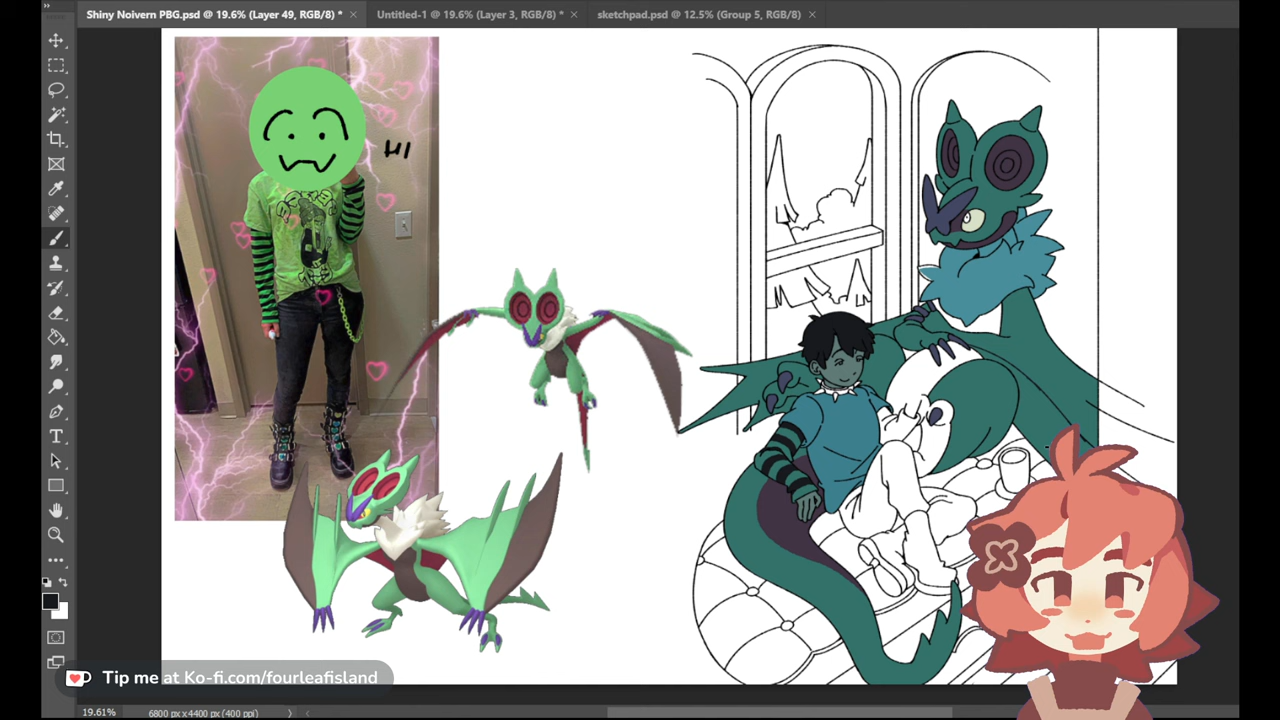 Shiny Noivern PBG.psd @ 19.6% (Layer 49, RGB/8) * × Untitled-1 @ 19.6% (Layer 3, RGB/8) * × sketchpad.psd @ 12.5% (Group 5, RGB/8) ×
HI
T
Tip me at Ko-fi.com/fourleafisland
19.61% 6800 px x 4400 px (400 ppi)